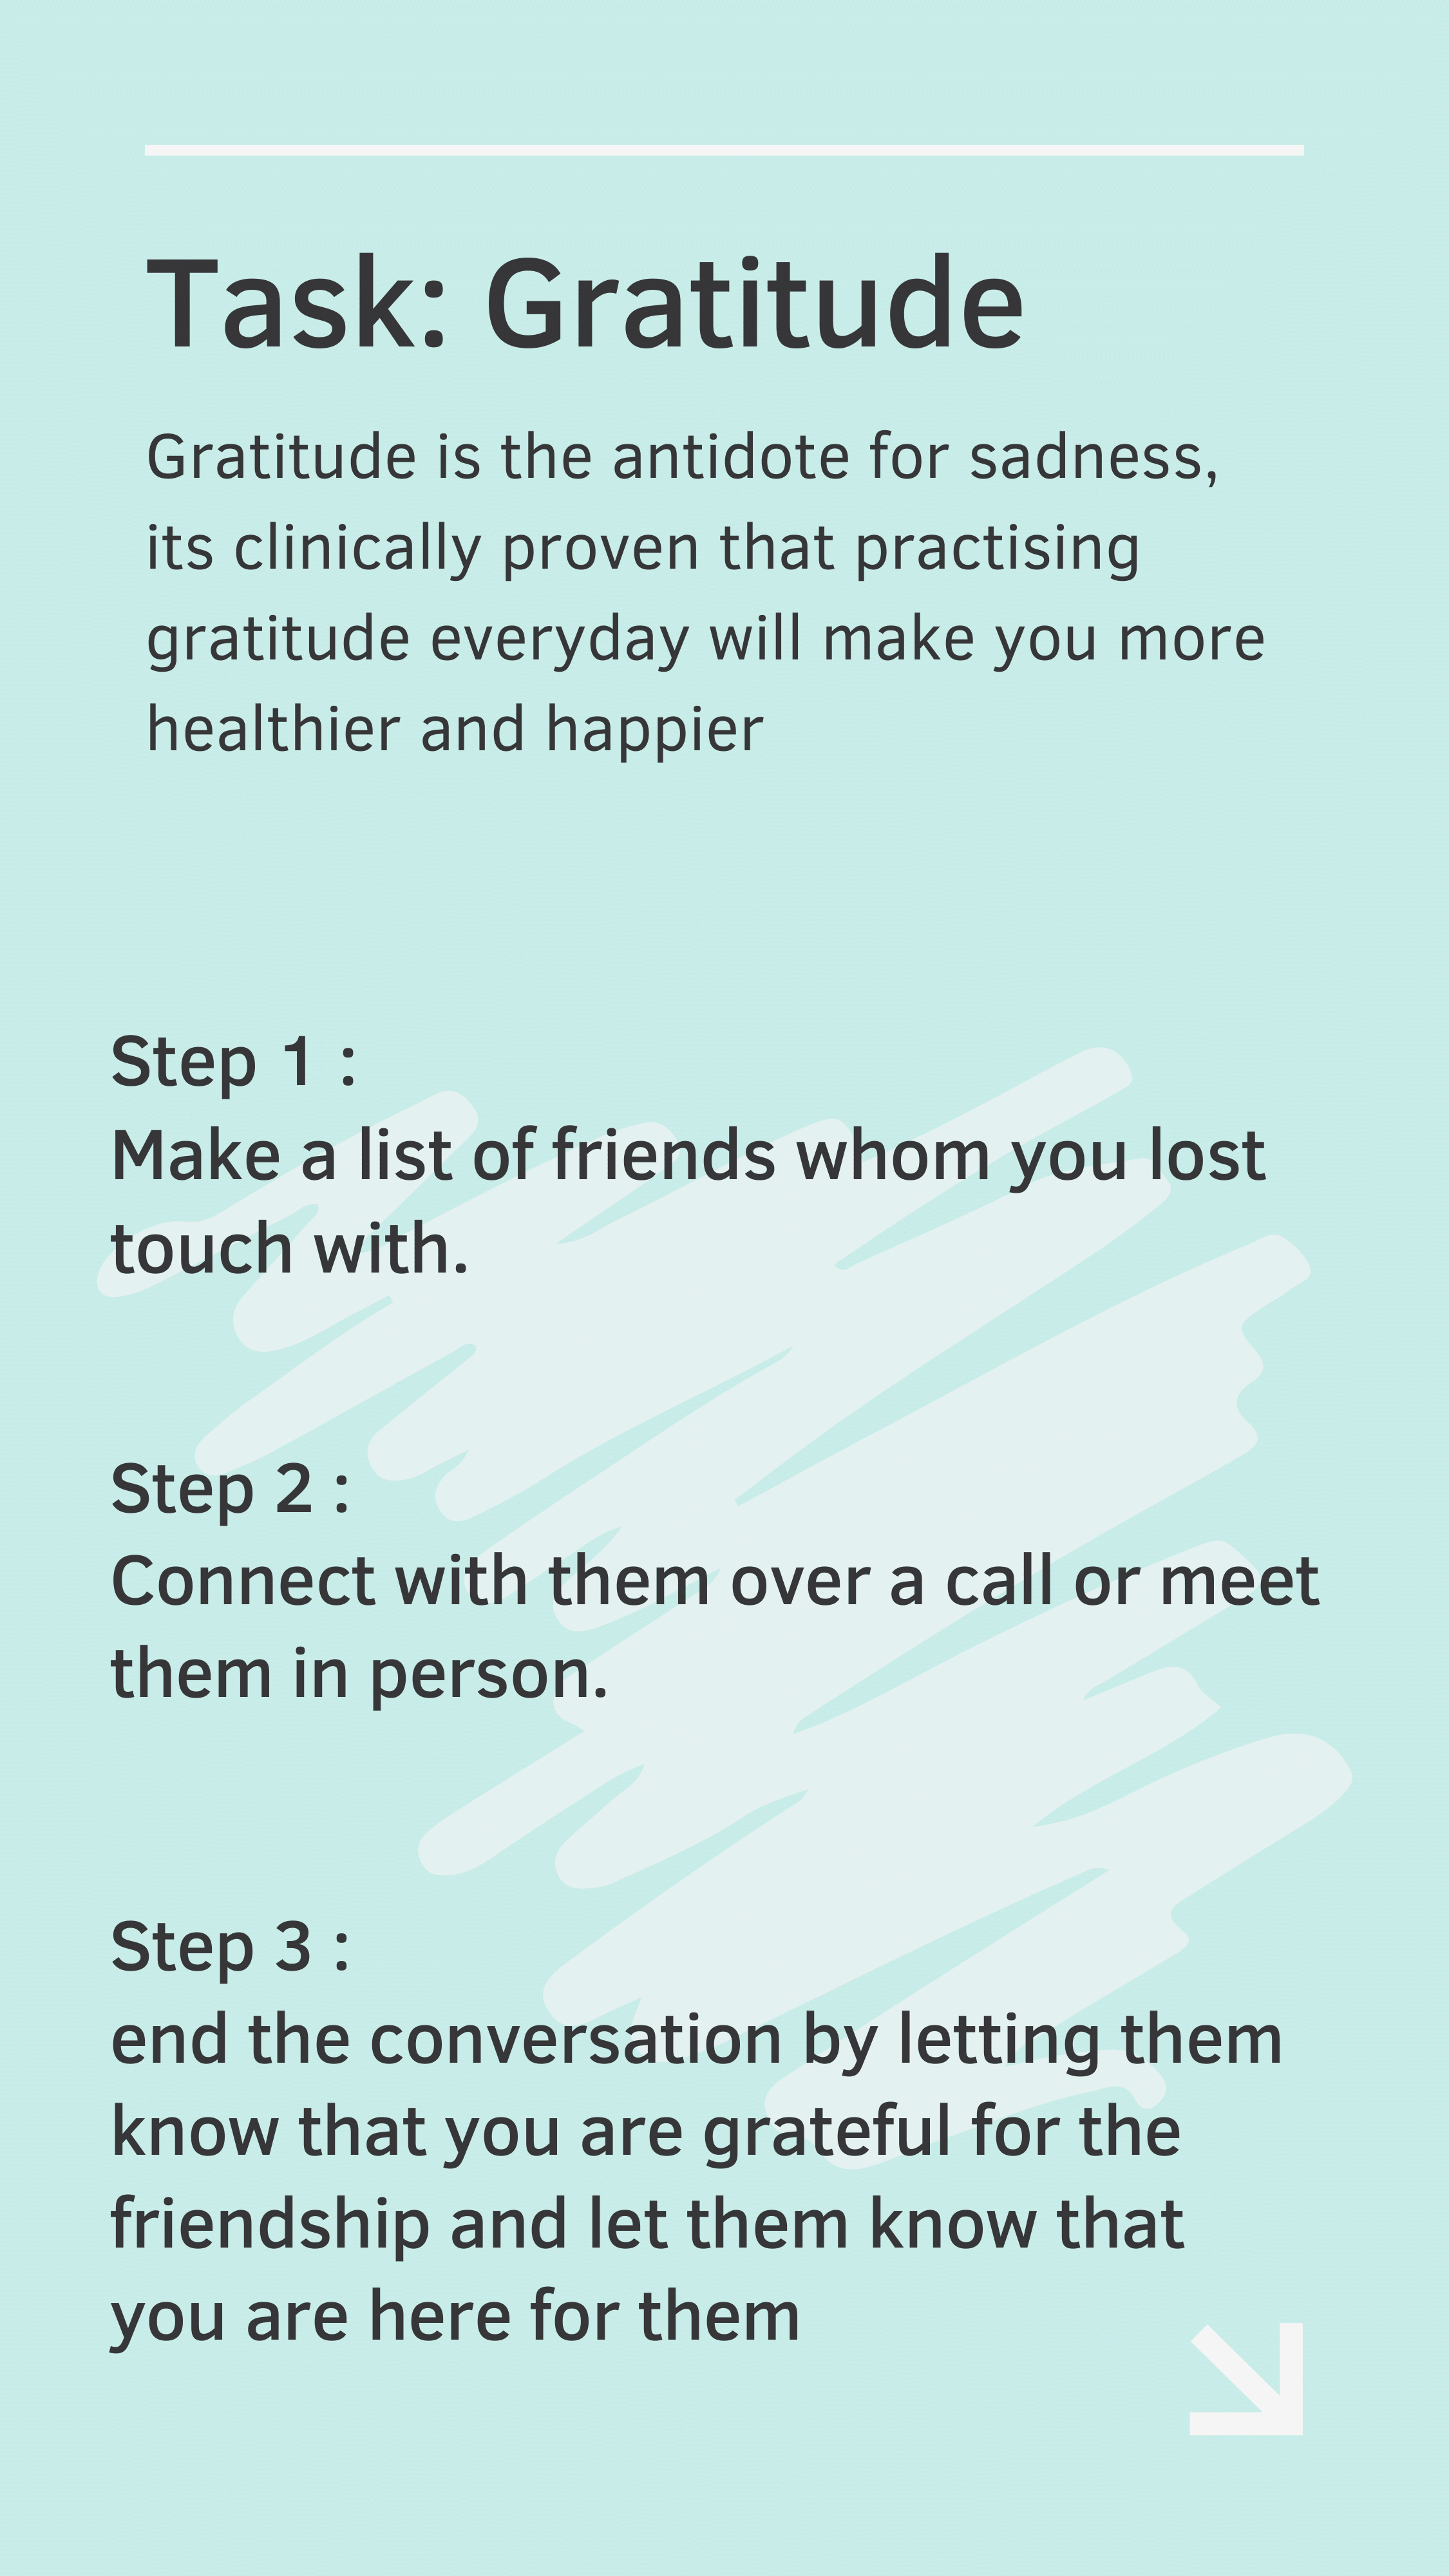 Task: Gratitude
Gratitude is the antidote for sadness,
its clinically proven that practising
gratitude everyday will make you more
healthier and happier
Step 1 :
Make a list of friends whom you lost
touch with.
Step 2 :
Connect with them over a call or meet
them in person.
Step 3 :
end the conversation by letting them
know that you are grateful for the
friendship and let them know that
you are here for them